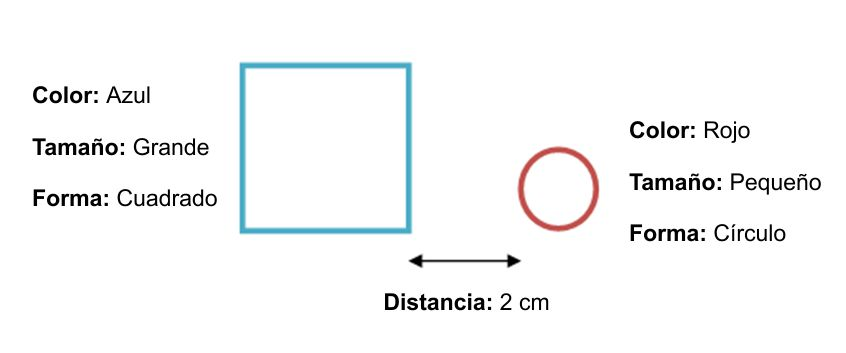 Color: Azul
Tamaño: Grande
Forma: Cuadrado
Color: Rojo
Tamaño: Pequeño
Forma: Círculo
Distancia: 2 cm